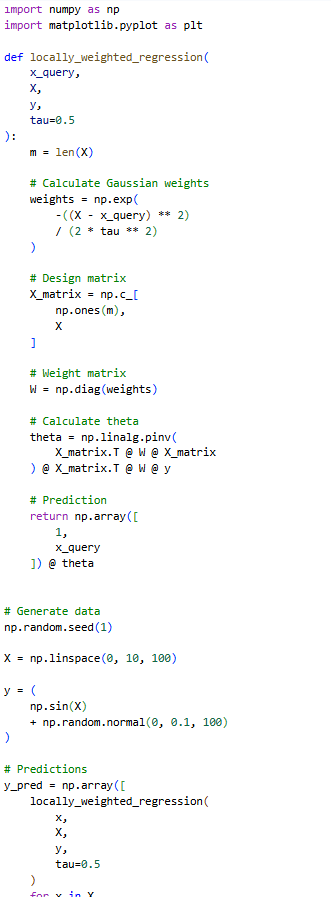 import numpy as np
import matplotlib.pyplot as plt
def locally_weighted_regression(
x_query,
X,
y,
tau=0.5
):
m = len(X)
# Calculate Gaussian weights
weights = np.exp(
-((X - x_query) ** 2)
/ (2 * tau ** 2)
)
# Design matrix
X_matrix = np.c_[
np.ones(m),
X
]
# Weight matrix
W = np.diag(weights)
# Calculate theta
theta = np.linalg.pinv(
X_matrix.T @ W @ X_matrix
) @ X_matrix.T @ W @ y
# Prediction
return np.array([
1,
x_query
]) @ theta
# Generate data
np.random.seed(1)
X = np.linspace(0, 10, 100)
y = (
np.sin(X)
+ np.random.normal(0, 0.1, 100)
)
# Predictions
y_pred = np.array([
locally_weighted_regression(
x,
X,
y,
tau=0.5
)
for x in X